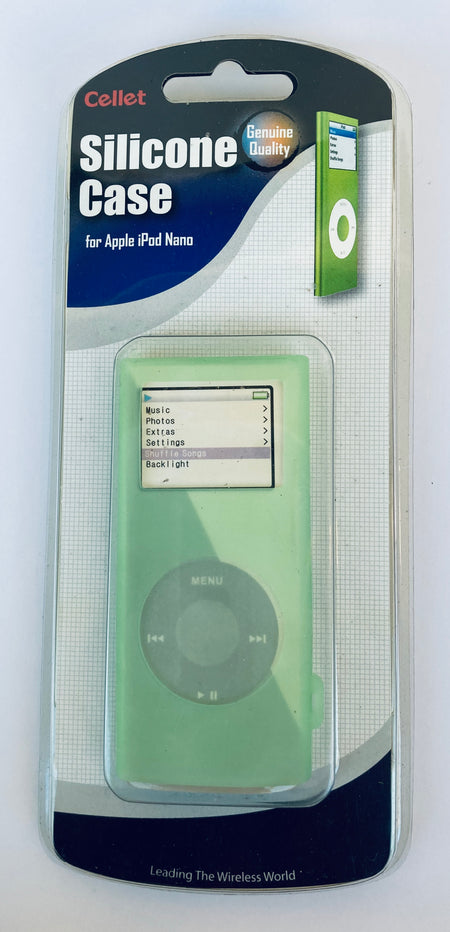 Cellet
Silicone
Case
Genuine
Quality
for Apple iPod Nano
Music >
Photos >
Extras >
Settings >
Shuffle Songs
Backlight
MENU
Leading The Wireless World